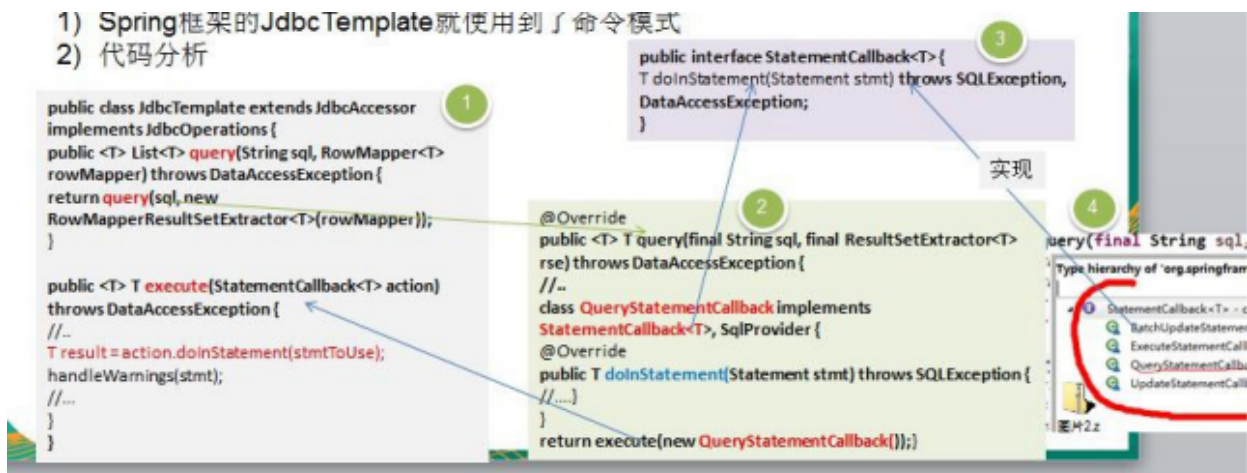 1) Spring框架的JdbcTemplate就使用到了命令模式
2) 代码分析
1
public class JdbcTemplate extends JdbcAccessor
implements JdbcOperations {
public <T> List<T> query(String sql, RowMapper<T>
rowMapper) throws DataAccessException {
return query(sql, new
RowMapperResultSetExtractor<T>(rowMapper));
}
public <T> T execute(StatementCallback<T> action)
throws DataAccessException {
//..
T result = action.doInStatement(stmtToUse);
handleWarnings(stmt);
//...
}
}
2
@Override
public <T> T query(final String sql, final ResultSetExtractor<T>
rse) throws DataAccessException {
//..
class QueryStatementCallback implements
StatementCallback<T>, SqlProvider {
@Override
public T doInStatement(Statement stmt) throws SQLException {
//....}
}
return execute(new QueryStatementCallback());}
3
public interface StatementCallback<T> {
T doInStatement(Statement stmt) throws SQLException,
DataAccessException;
}
实现
4
uery(final String sql,
Type hierarchy of 'org.springfram
StatementCallback<T> - o
BatchUpdateStatemen
ExecuteStatementCall
QueryStatementCallba
UpdateStatementCall
图片2.z